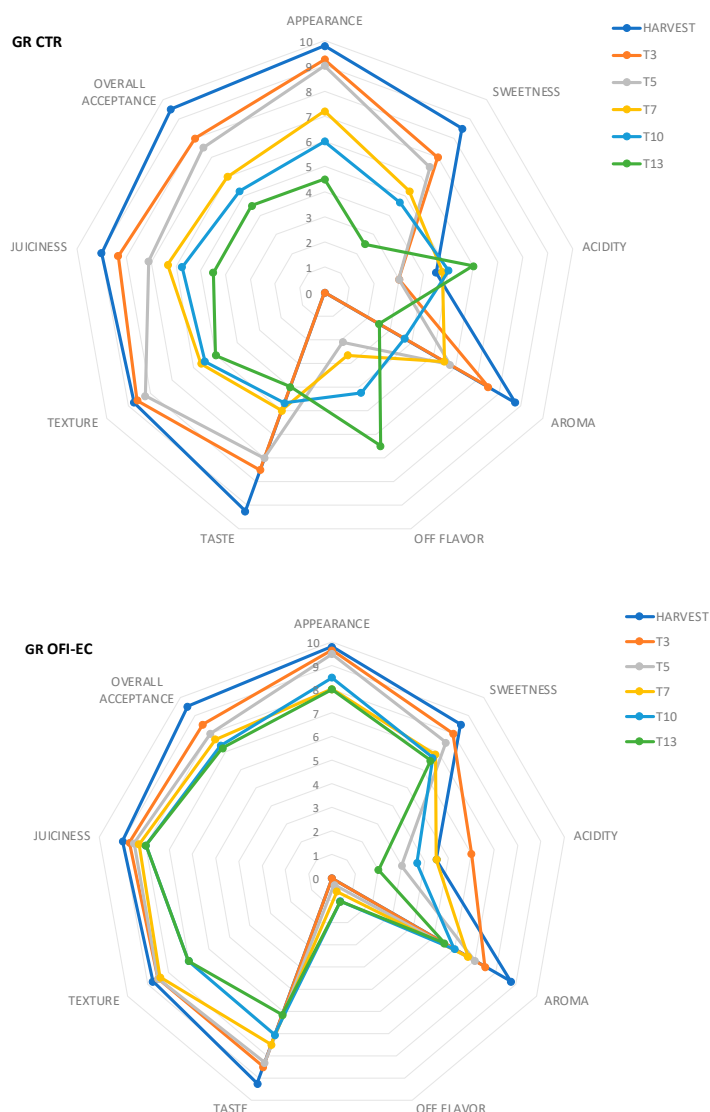 APPEARANCE
GR CTR
HARVEST
T3
T5
T7
T10
T13
OVERALL
ACCEPTANCE
SWEETNESS
10
9
8
7
6
5
4
3
2
1
0
JUICINESS
ACIDITY
TEXTURE
AROMA
TASTE
OFF FLAVOR
APPEARANCE
GR OFI-EC
HARVEST
T3
T5
T7
T10
T13
OVERALL
ACCEPTANCE
SWEETNESS
10
9
8
7
6
5
4
3
2
1
0
JUICINESS
ACIDITY
TEXTURE
AROMA
TASTE
OFF FLAVOR